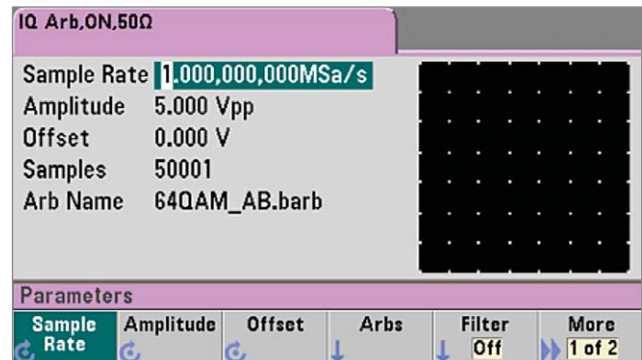 IQ Arb,ON,50Ω
Sample Rate 1.000,000,000MSa/s
Amplitude 5.000 Vpp
Offset 0.000 V
Samples 50001
Arb Name 64QAM_AB.barb
Parameters
Sample Rate Amplitude Offset Arbs Filter Off More 1 of 2